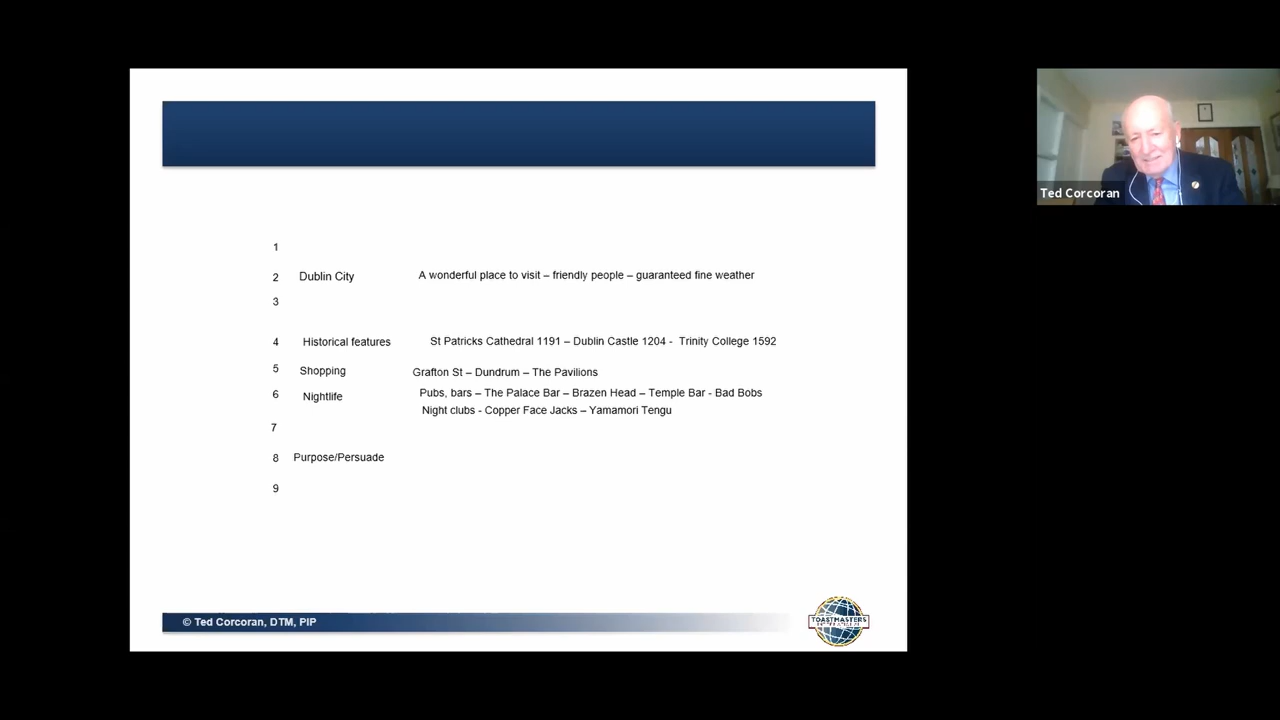 Ted Corcoran
1
2 Dublin City A wonderful place to visit – friendly people – guaranteed fine weather
3
4 Historical features St Patricks Cathedral 1191 – Dublin Castle 1204 - Trinity College 1592
5 Shopping Grafton St – Dundrum – The Pavilions
6 Nightlife Pubs, bars – The Palace Bar – Brazen Head – Temple Bar - Bad Bobs
Night clubs - Copper Face Jacks – Yamamori Tengu
7
8 Purpose/Persuade
9
© Ted Corcoran, DTM, PIP
TOASTMASTERS
INTERNATIONAL